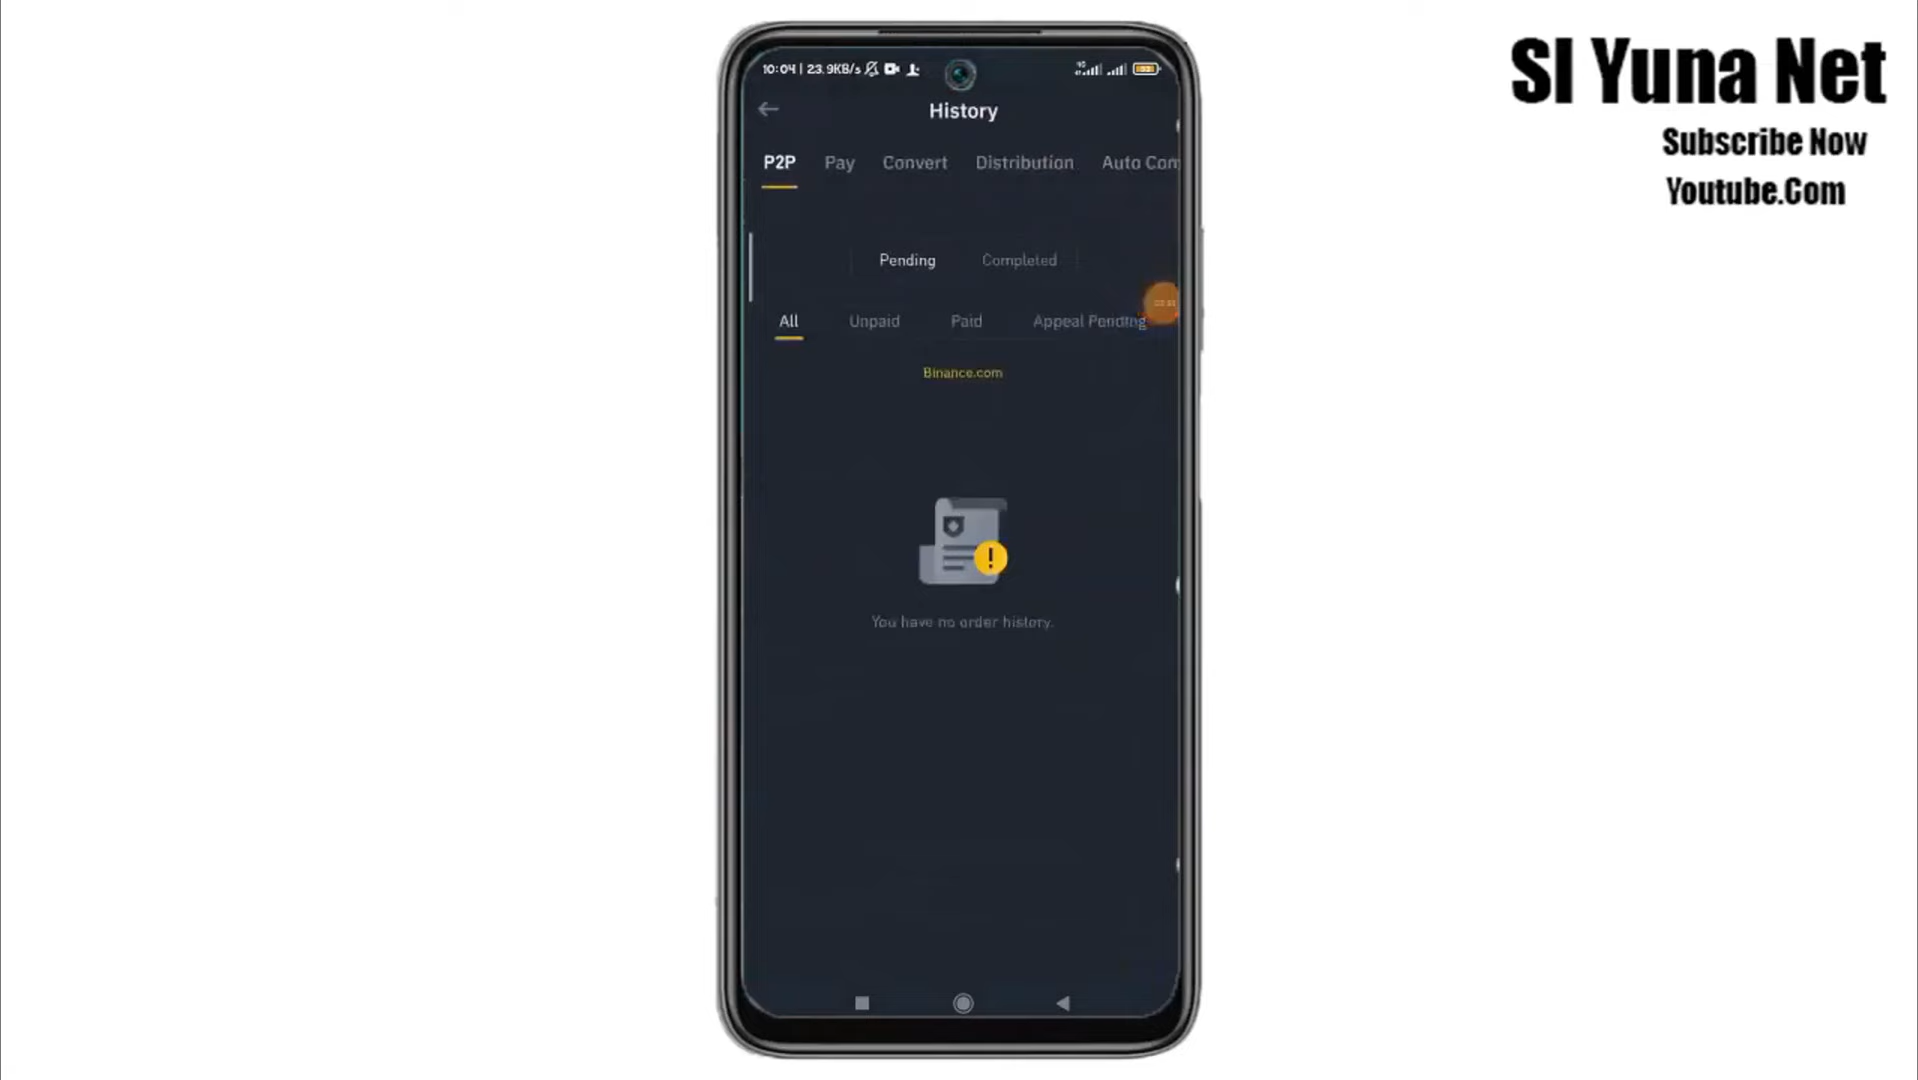 SI Yuna Net
Subscribe Now
Youtube.Com
10:04 | 23.9KB/s
History
P2P Pay Convert Distribution Auto Con
Pending Completed
All Unpaid Paid Appeal Pending
Binance.com
You have no order history.